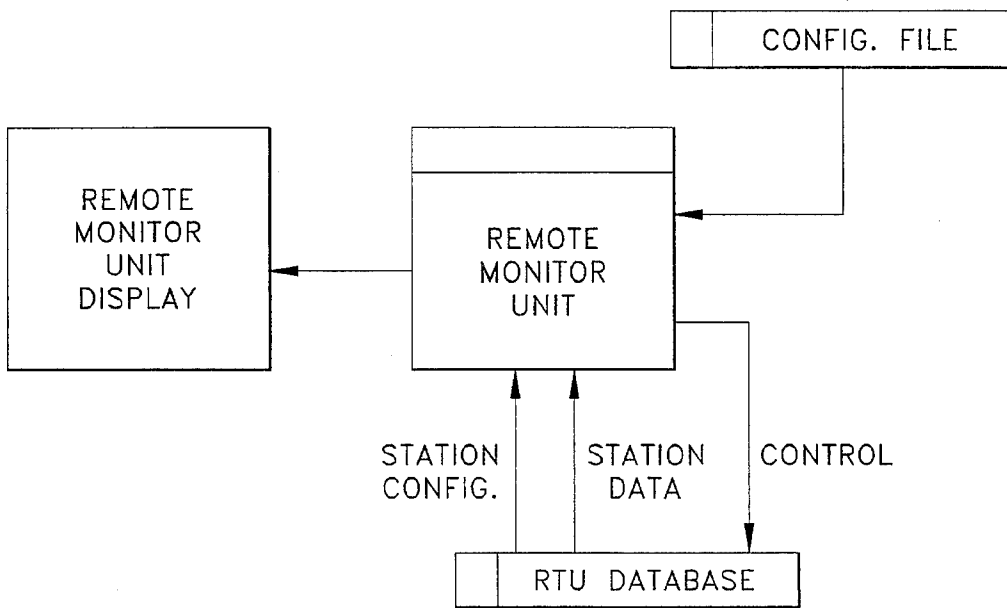 CONFIG. FILE
REMOTE
MONITOR
UNIT
DISPLAY
REMOTE
MONITOR
UNIT
STATION
CONFIG.
STATION
DATA
CONTROL
RTU DATABASE